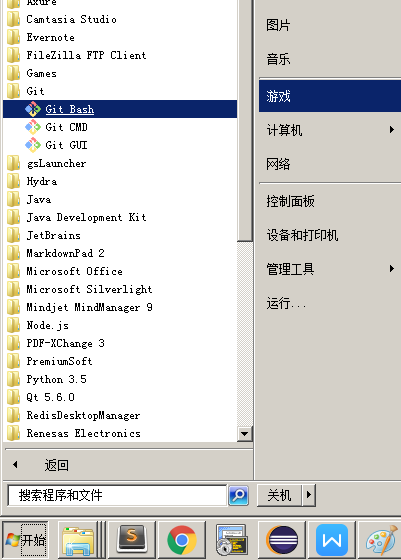 Axure
Camtasia Studio
Evernote
FileZilla FTP Client
Games
Git
Git Bash
Git CMD
Git GUI
gsLauncher
Hydra
Java
Java Development Kit
JetBrains
MarkdownPad 2
Microsoft Office
Microsoft Silverlight
Mindjet MindManager 9
Node.js
PDF-XChange 3
PremiumSoft
Python 3.5
Qt 5.6.0
RedisDesktopManager
Renesas Electronics
返回
搜索程序和文件
图片
音乐
游戏
计算机
网络
控制面板
设备和打印机
管理工具
运行...
关机
开始